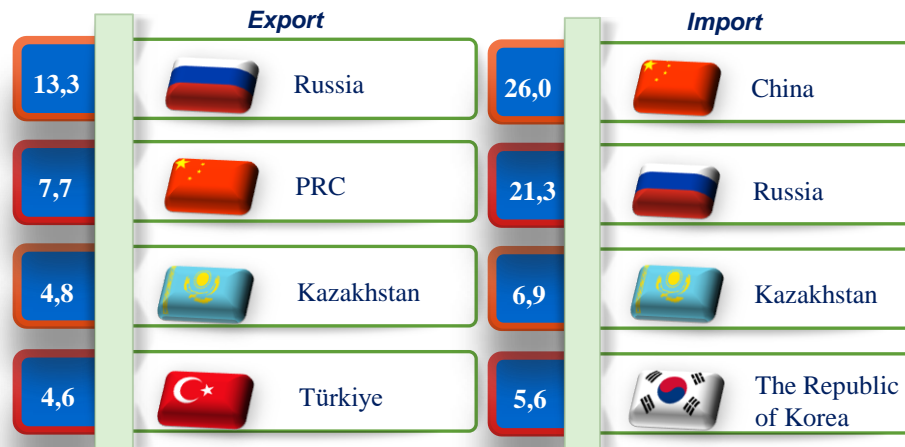 Export
13,3
Russia
7,7
PRC
4,8
Kazakhstan
4,6
Türkiye
Import
26,0
China
21,3
Russia
6,9
Kazakhstan
5,6
The Republic
of Korea